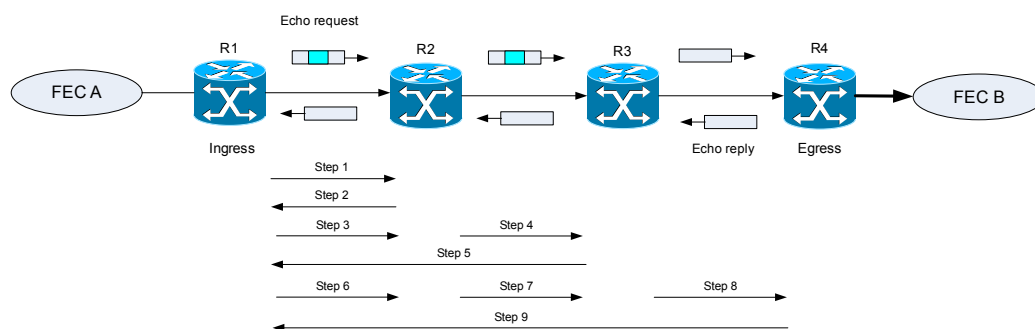 Echo request
R1
R2
R3
R4
FEC A
FEC B
Ingress
Echo reply
Egress
Step 1
Step 2
Step 3
Step 4
Step 5
Step 6
Step 7
Step 8
Step 9